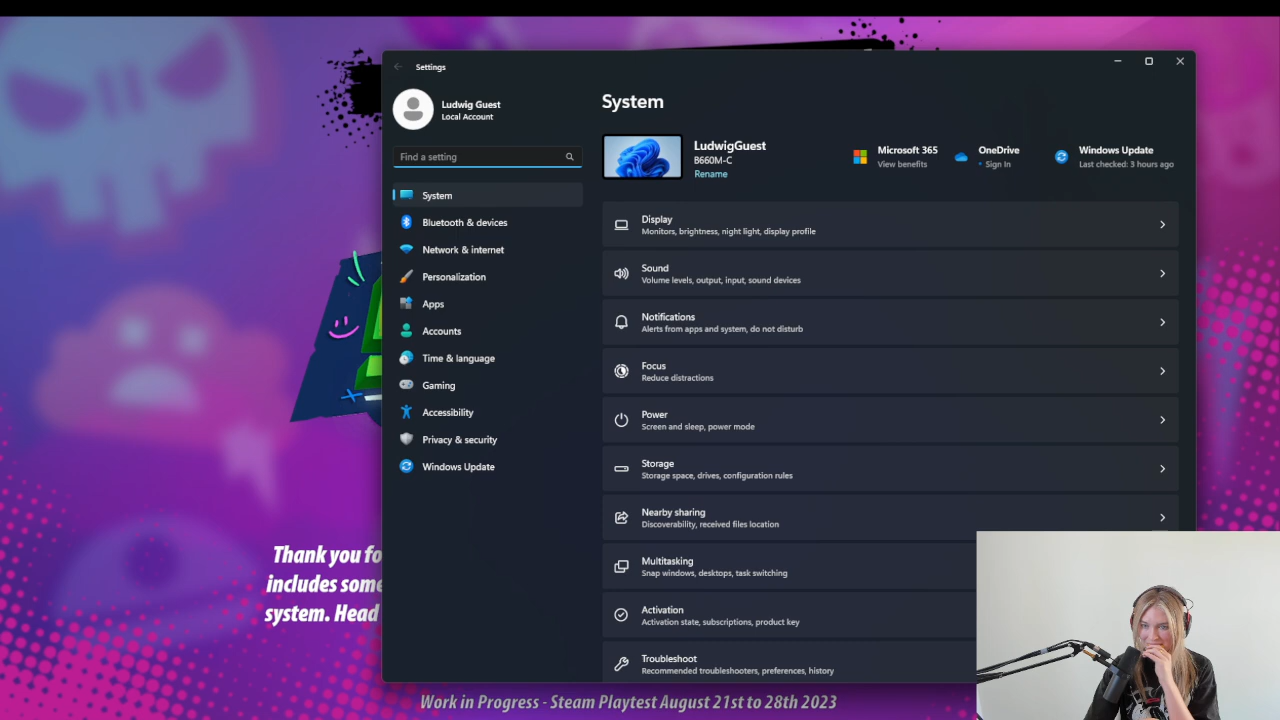 Settings
Ludwig Guest
Local Account
Find a setting
System
Bluetooth & devices
Network & internet
Personalization
Apps
Accounts
Time & language
Gaming
Accessibility
Privacy & security
Windows Update
System
LudwigGuest
B660M-C
Rename
Microsoft 365
View benefits
OneDrive
Sign In
Windows Update
Last checked: 3 hours ago
Display
Monitors, brightness, night light, display profile
Sound
Volume levels, output, input, sound devices
Notifications
Alerts from apps and system, do not disturb
Focus
Reduce distractions
Power
Screen and sleep, power mode
Storage
Storage space, drives, configuration rules
Nearby sharing
Discoverability, received files location
Multitasking
Snap windows, desktops, task switching
Activation
Activation state, subscriptions, product key
Troubleshoot
Recommended troubleshooters, preferences, history
Thank you fo
includes some
system. Head
Work in Progress - Steam Playtest August 21st to 28th 2023